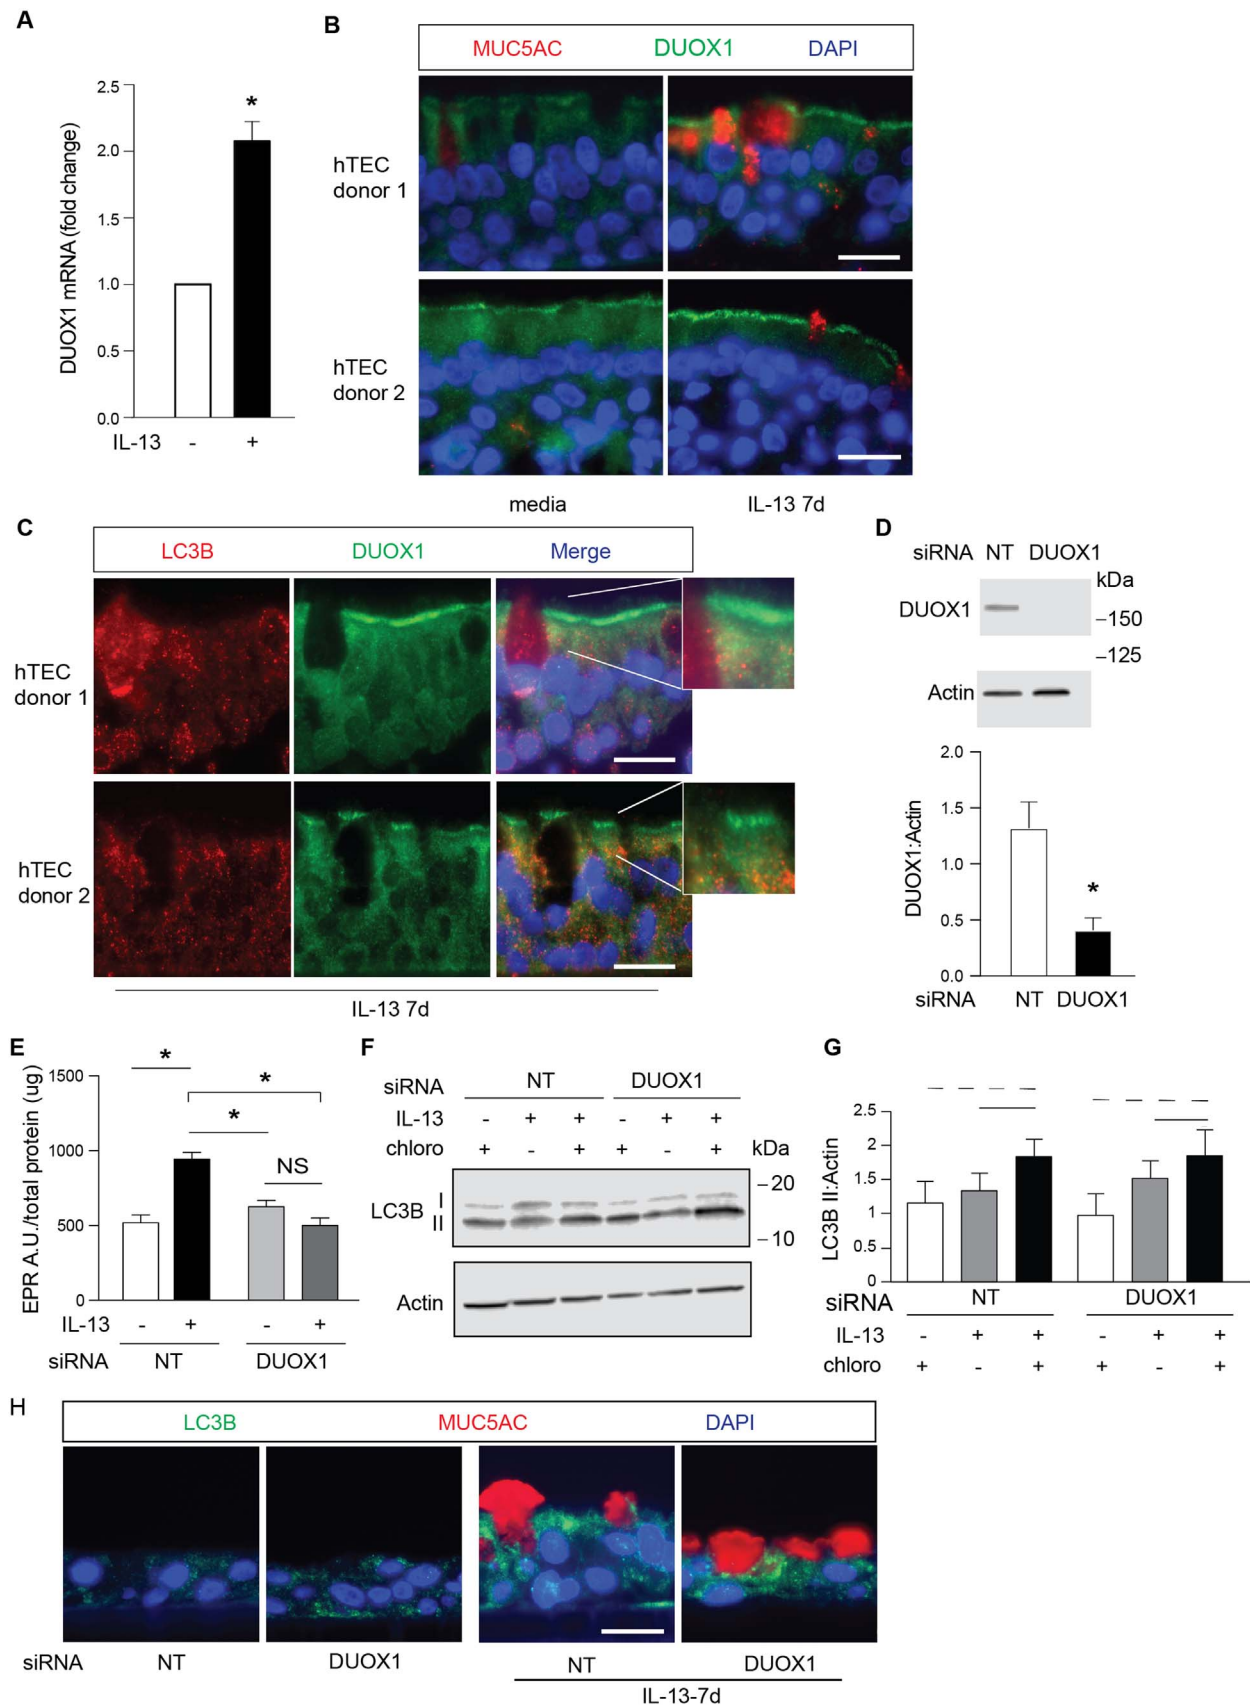 A
2.5
2.0
1.5
1.0
0.5
0.0
DUOX1 mRNA (fold change)
*
IL-13 - +
B
MUC5AC DUOX1 DAPI
hTEC
donor 1
hTEC
donor 2
media IL-13 7d
C
LC3B DUOX1 Merge
hTEC
donor 1
hTEC
donor 2
IL-13 7d
D
siRNA NT DUOX1
kDa
DUOX1
–150
–125
Actin
2.0
1.5
1.0
0.5
0.0
DUOX1:Actin
*
siRNA NT DUOX1
E
1500
1000
500
0
EPR A.U./total protein (ug)
*
*
*
NS
IL-13 - + - +
siRNA NT DUOX1
F
siRNA NT DUOX1
IL-13 - + + - + +
chloro + - + + - + kDa
LC3B I
II
–20
–10
Actin
G
2.5
2
1.5
1
0.5
0
LC3B II:Actin
siRNA NT DUOX1
IL-13 - + + - + +
chloro + - + + - +
H
LC3B MUC5AC DAPI
siRNA NT DUOX1 NT DUOX1
IL-13-7d